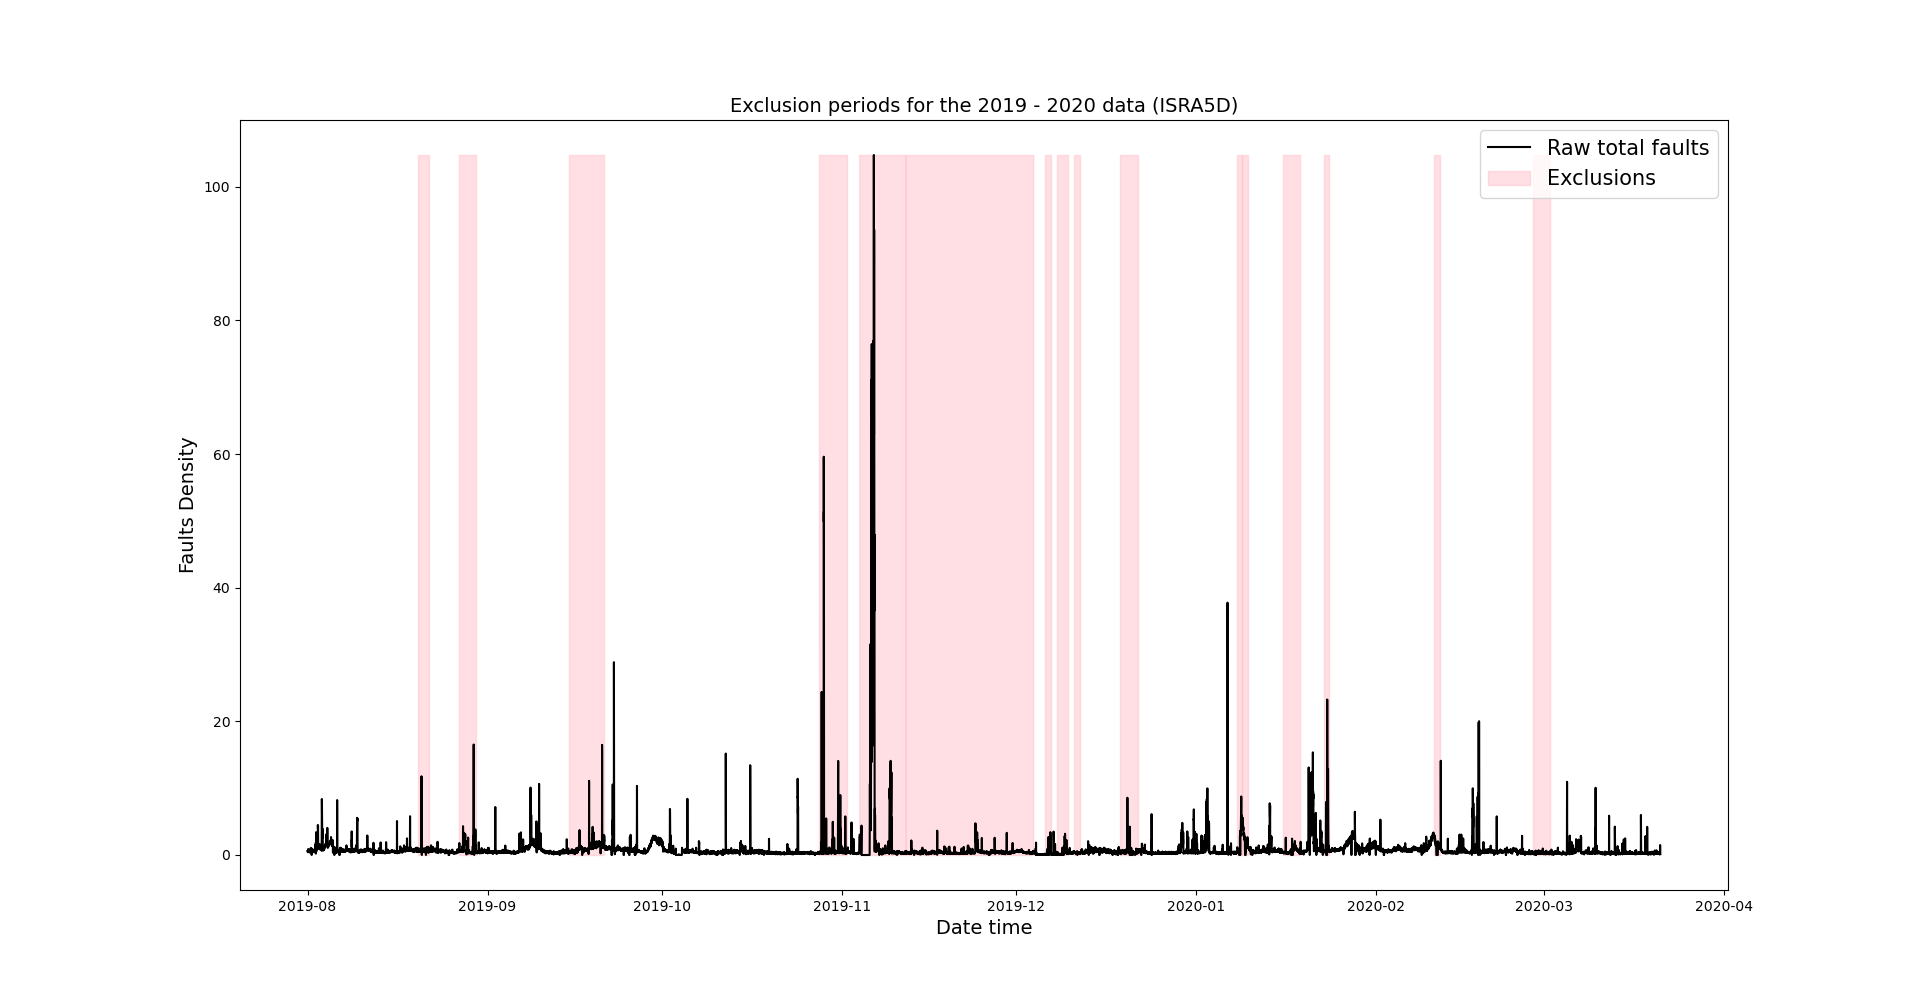 Exclusion periods for the 2019 - 2020 data (ISRA5D)
Raw total faults
Exclusions
100
80
60
40
20
0
Faults Density
2019-08 2019-09 2019-10 2019-11 2019-12 2020-01 2020-02 2020-03 2020-04
Date time